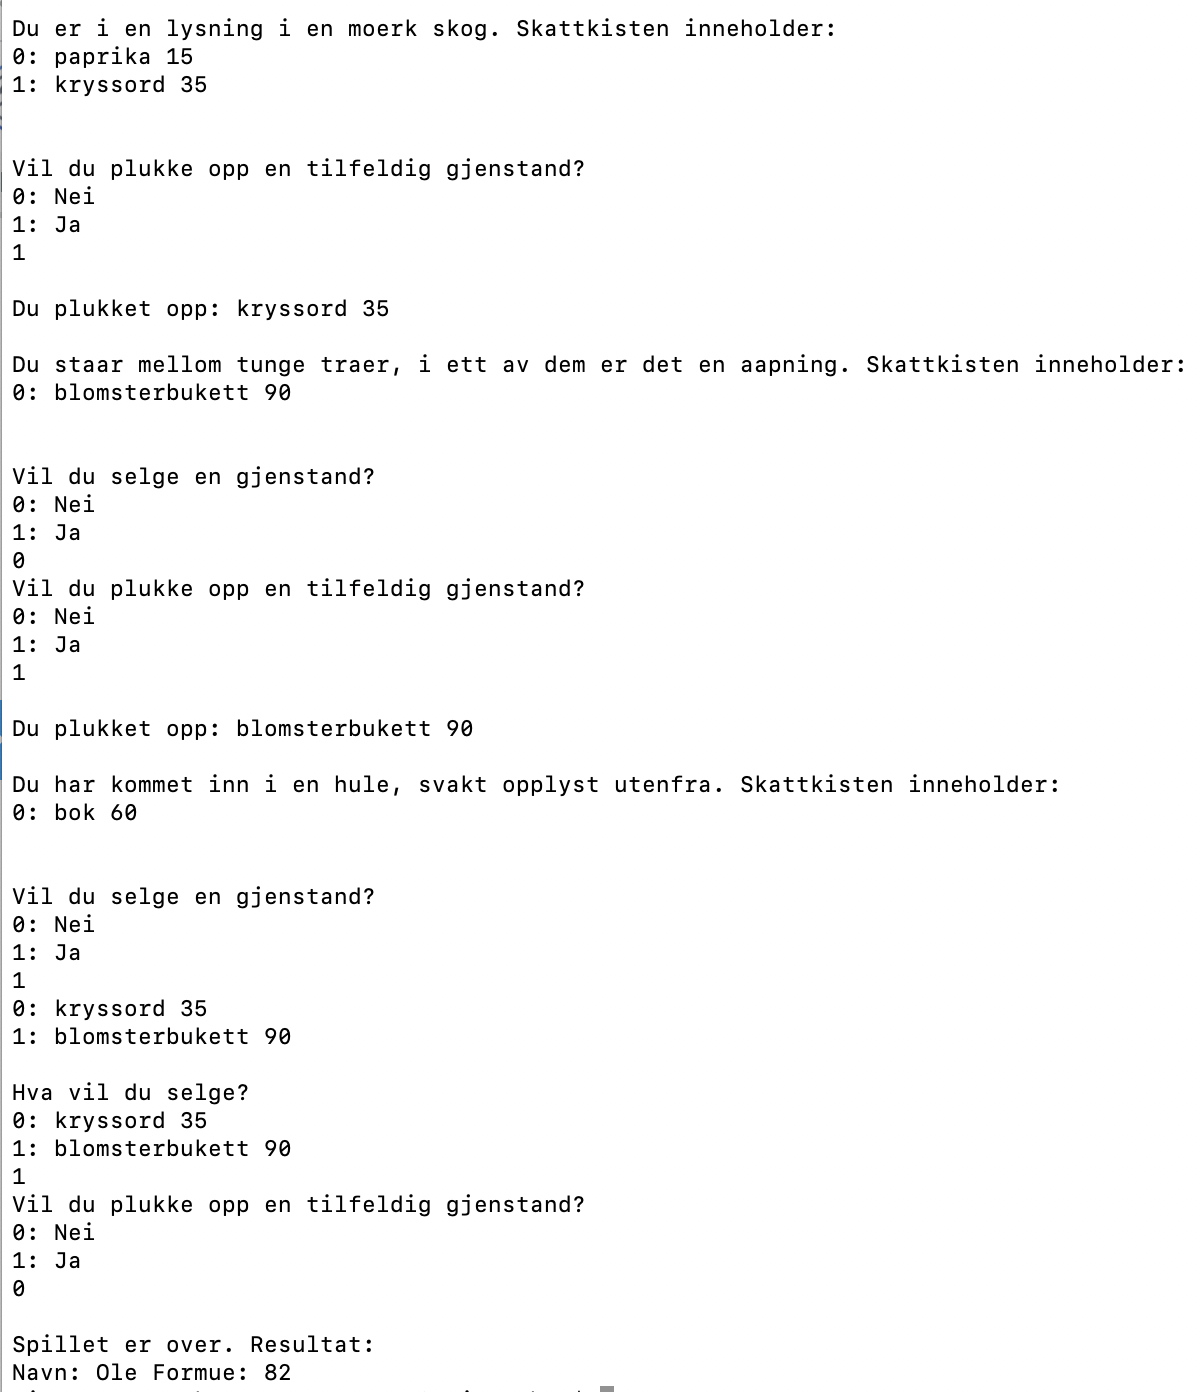 Du er i en lysning i en moerk skog. Skattkisten inneholder:
0: paprika 15
1: kryssord 35
Vil du plukke opp en tilfeldig gjenstand?
0: Nei
1: Ja
1
Du plukket opp: kryssord 35
Du staar mellom tunge traer, i ett av dem er det en aapning. Skattkisten inneholder:
0: blomsterbukett 90
Vil du selge en gjenstand?
0: Nei
1: Ja
0
Vil du plukke opp en tilfeldig gjenstand?
0: Nei
1: Ja
1
Du plukket opp: blomsterbukett 90
Du har kommet inn i en hule, svakt opplyst utenfra. Skattkisten inneholder:
0: bok 60
Vil du selge en gjenstand?
0: Nei
1: Ja
1
0: kryssord 35
1: blomsterbukett 90
Hva vil du selge?
0: kryssord 35
1: blomsterbukett 90
1
Vil du plukke opp en tilfeldig gjenstand?
0: Nei
1: Ja
0
Spillet er over. Resultat:
Navn: Ole Formue: 82